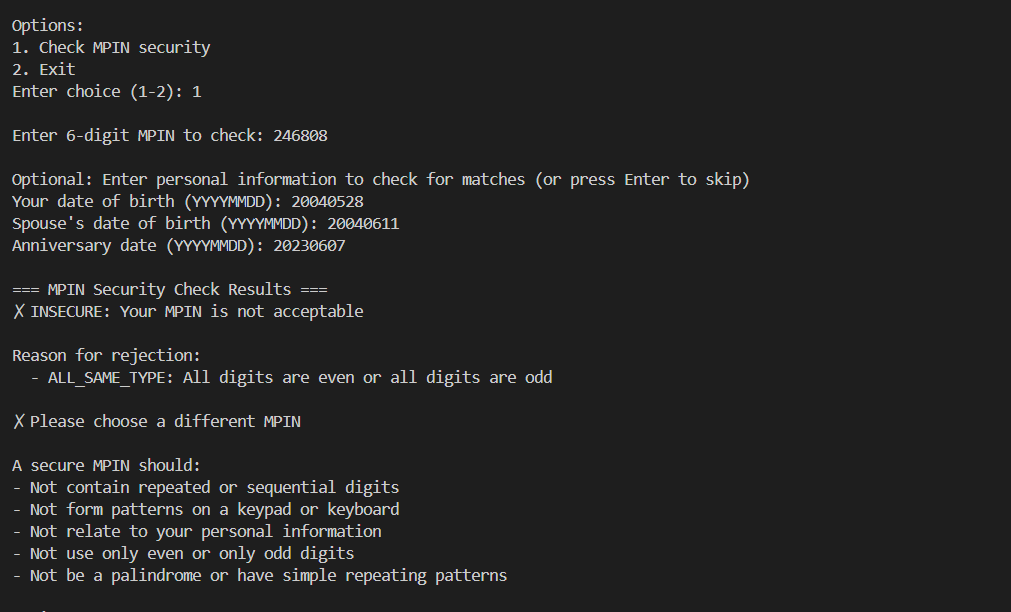 Options:
1. Check MPIN security
2. Exit
Enter choice (1-2): 1
Enter 6-digit MPIN to check: 246808
Optional: Enter personal information to check for matches (or press Enter to skip)
Your date of birth (YYYYMMDD): 20040528
Spouse's date of birth (YYYYMMDD): 20040611
Anniversary date (YYYYMMDD): 20230607
=== MPIN Security Check Results ===
╳ INSECURE: Your MPIN is not acceptable
Reason for rejection:
- ALL_SAME_TYPE: All digits are even or all digits are odd
╳ Please choose a different MPIN
A secure MPIN should:
- Not contain repeated or sequential digits
- Not form patterns on a keypad or keyboard
- Not relate to your personal information
- Not use only even or only odd digits
- Not be a palindrome or have simple repeating patterns